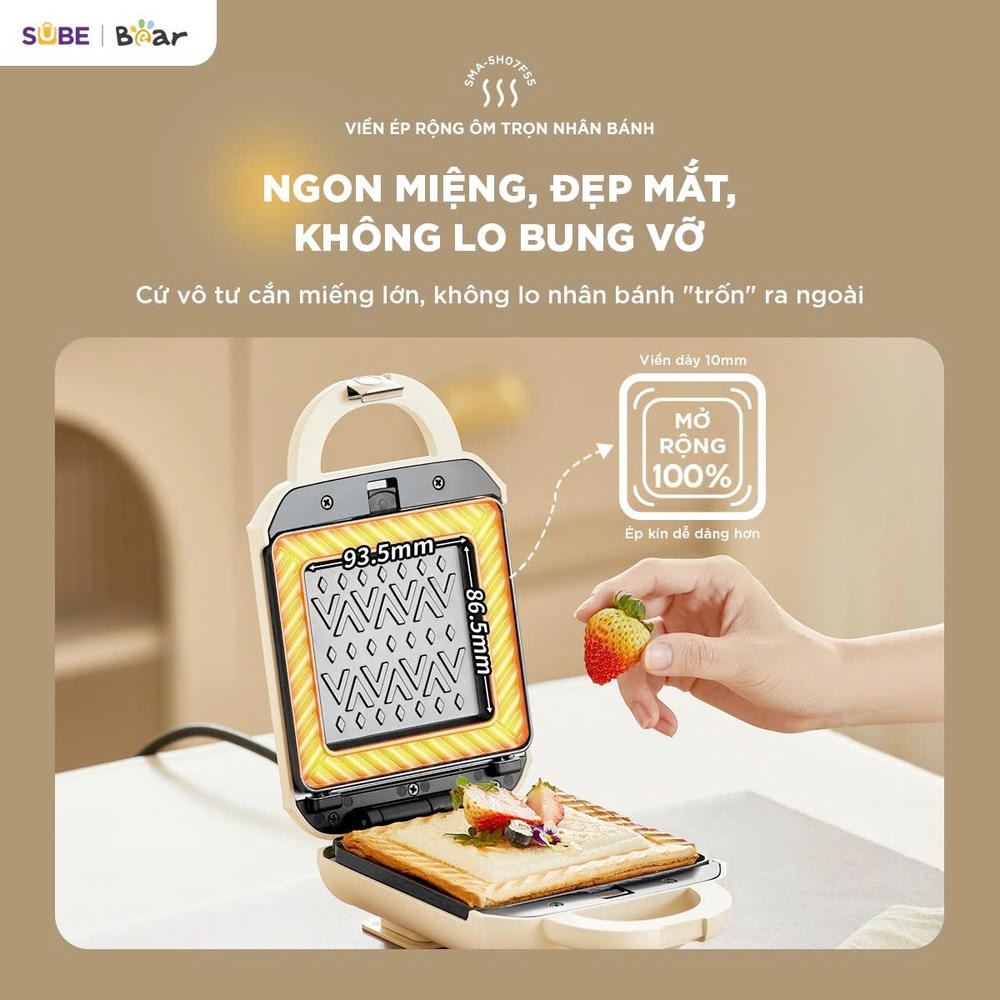 SUBE | Bear
SMA-5H07F55
VIỀN ÉP RỘNG ÔM TRỌN NHÂN BÁNH
NGON MIỆNG, ĐẸP MẮT,
KHÔNG LO BUNG VỠ
Cứ vô tư cắn miếng lớn, không lo nhân bánh "trốn" ra ngoài
Viền dày 10mm
MỞ
RỘNG
100%
Ép kín dễ dàng hơn
93.5mm
86.5mm